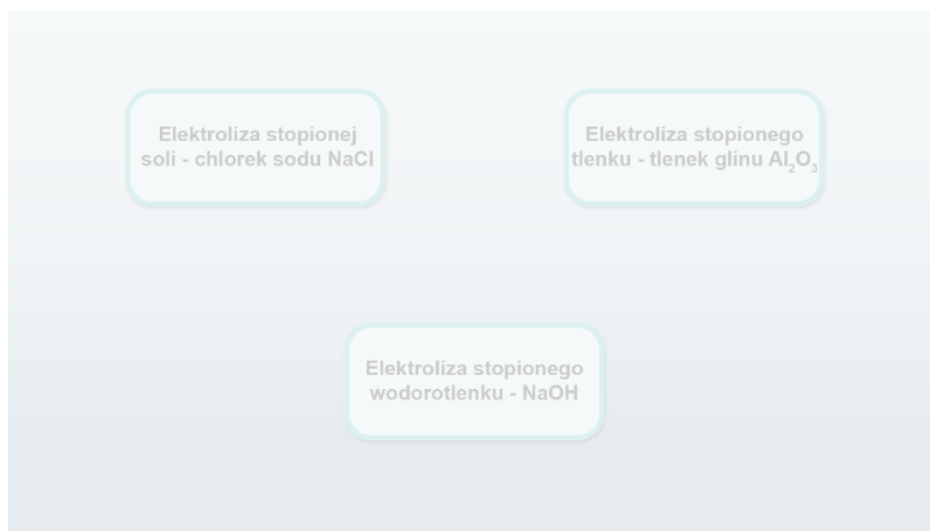 Elektroliza stopionej
soli - chlorek sodu NaCl
Elektroliza stopionego
tlenku - tlenek glinu Al₂O₃
Elektroliza stopionego
wodorotlenku - NaOH